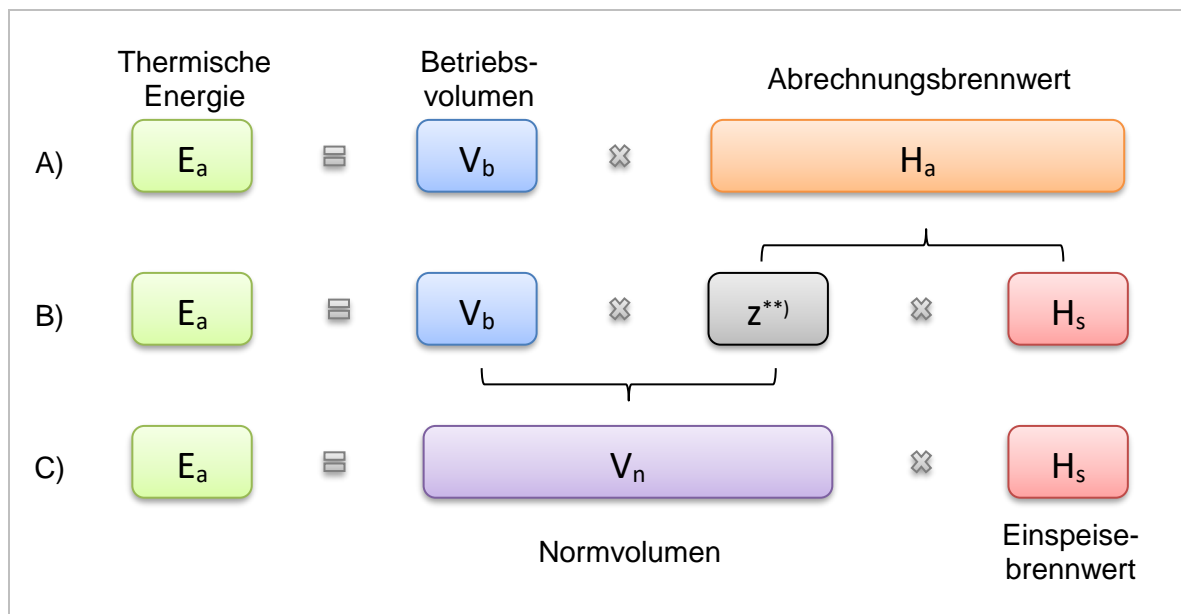 Thermische
Energie
Betriebs-
volumen
Abrechnungsbrennwert
A) Ea = Vb × Ha
B) Ea = Vb × z**) × Hs
C) Ea = Vn × Hs
Normvolumen
Einspeise-
brennwert